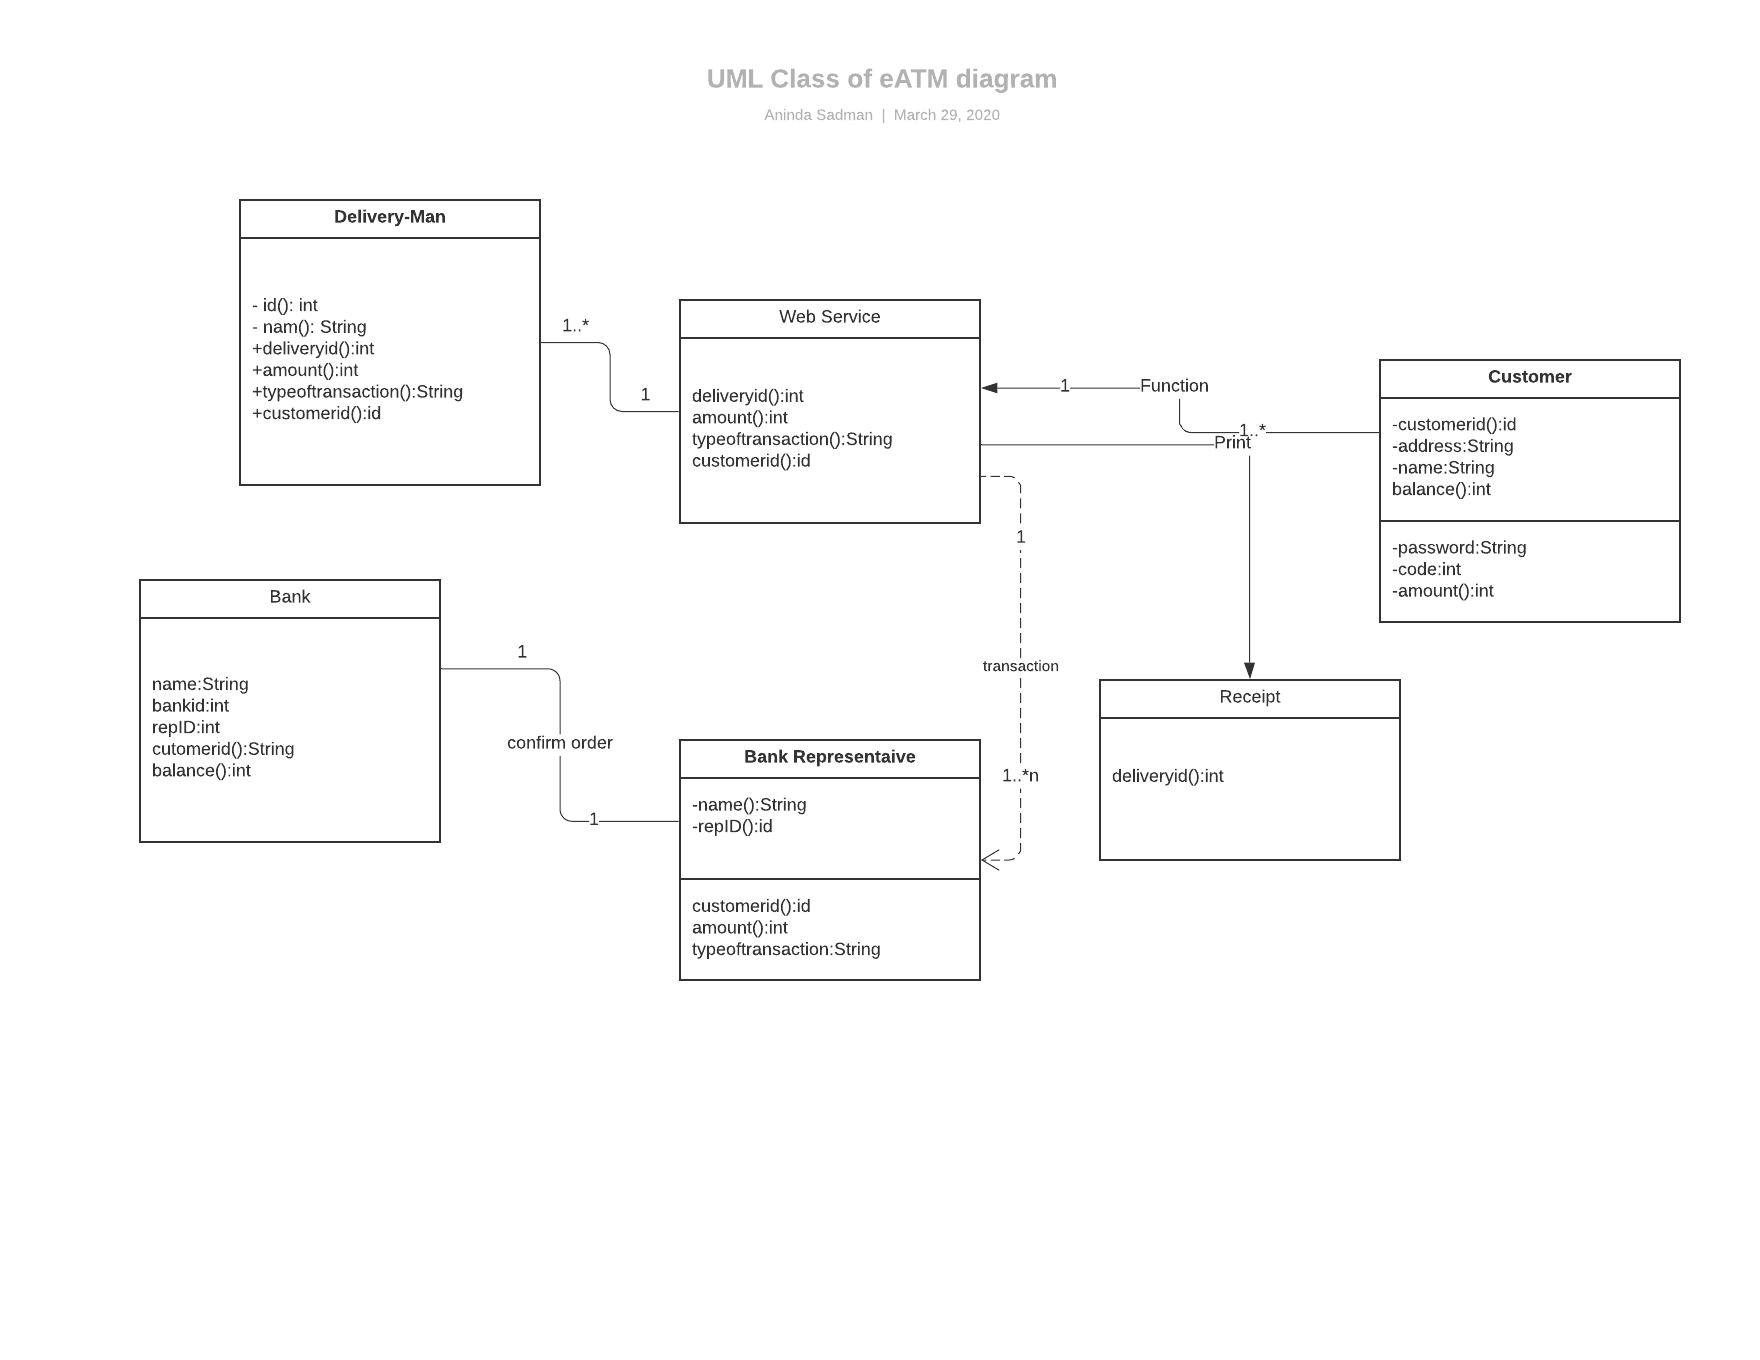 UML Class of eATM diagram
Aninda Sadman | March 29, 2020
Delivery-Man
- id(): int
- nam(): String
+deliveryid():int
+amount():int
+typeoftransaction():String
+customerid():id
1..*
1
Web Service
deliveryid():int
amount():int
typeoftransaction():String
customerid():id
1
Function
1..*
Print
Customer
-customerid():id
-address:String
-name:String
balance():int
-password:String
-code:int
-amount():int
1
transaction
1..*n
Bank
name:String
bankid:int
repID:int
cutomerid():String
balance():int
1
confirm order
1
Bank Representaive
-name():String
-repID():id
customerid():id
amount():int
typeoftransaction:String
Receipt
deliveryid():int